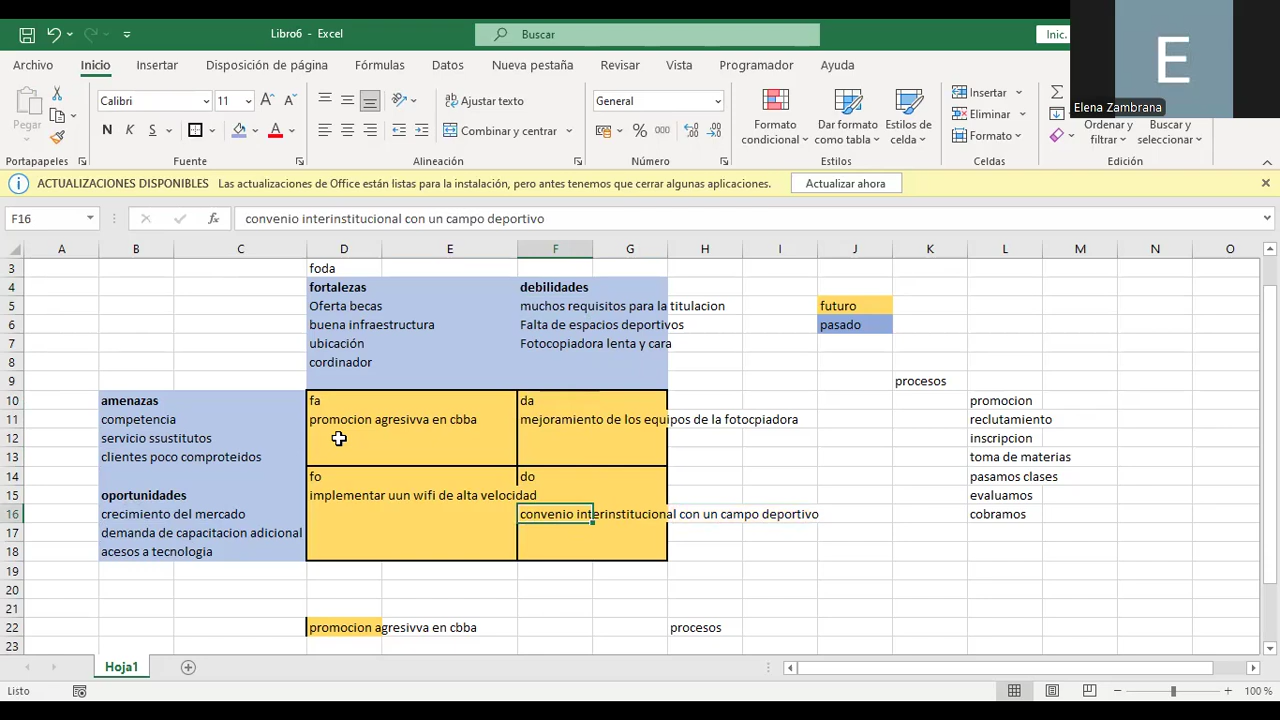 Libro6 - Excel
Buscar
Inic.
Elena Zambrana
Archivo Inicio Insertar Disposición de página Fórmulas Datos Nueva pestaña Revisar Vista Programador Ayuda
Pegar
Calibri 11
Ajustar texto
General
Insertar
N K S
Combinar y centrar
% 000
Formato condicional
Dar formato como tabla
Estilos de celda
Eliminar
Formato
Ordenar y filtrar
Buscar y seleccionar
Portapapeles Fuente Alineación Número Estilos Celdas Edición
ACTUALIZACIONES DISPONIBLES Las actualizaciones de Office están listas para la instalación, pero antes tenemos que cerrar algunas aplicaciones. Actualizar ahora
F16 fx convenio interinstitucional con un campo deportivo
A B C D E F G H I J K L M N O
3 foda
4 fortalezas debilidades
5 Oferta becas muchos requisitos para la titulacion futuro
6 buena infraestructura Falta de espacios deportivos pasado
7 ubicación Fotocopiadora lenta y cara
8 cordinador
9 procesos
10 amenazas fa da promocion
11 competencia promocion agresivva en cbba mejoramiento de los equipos de la fotocpiadora reclutamiento
12 servicio ssustitutos inscripcion
13 clientes poco comproteidos toma de materias
14 fo do pasamos clases
15 oportunidades implementar uun wifi de alta velocidad evaluamos
16 crecimiento del mercado convenio interinstitucional con un campo deportivo cobramos
17 demanda de capacitacion adicional
18 acesos a tecnologia
19
20
21
22 promocion agresivva en cbba procesos
23
Hoja1
Listo 100 %